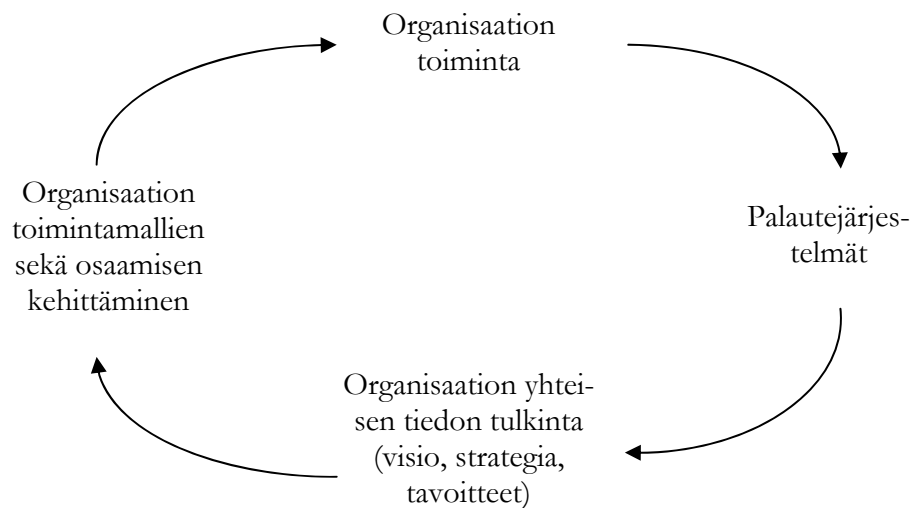 Organisaation
toiminta
Palautejärjes-
telmät
Organisaation yhtei-
sen tiedon tulkinta
(visio, strategia,
tavoitteet)
Organisaation
toimintamallien
sekä osaamisen
kehittäminen